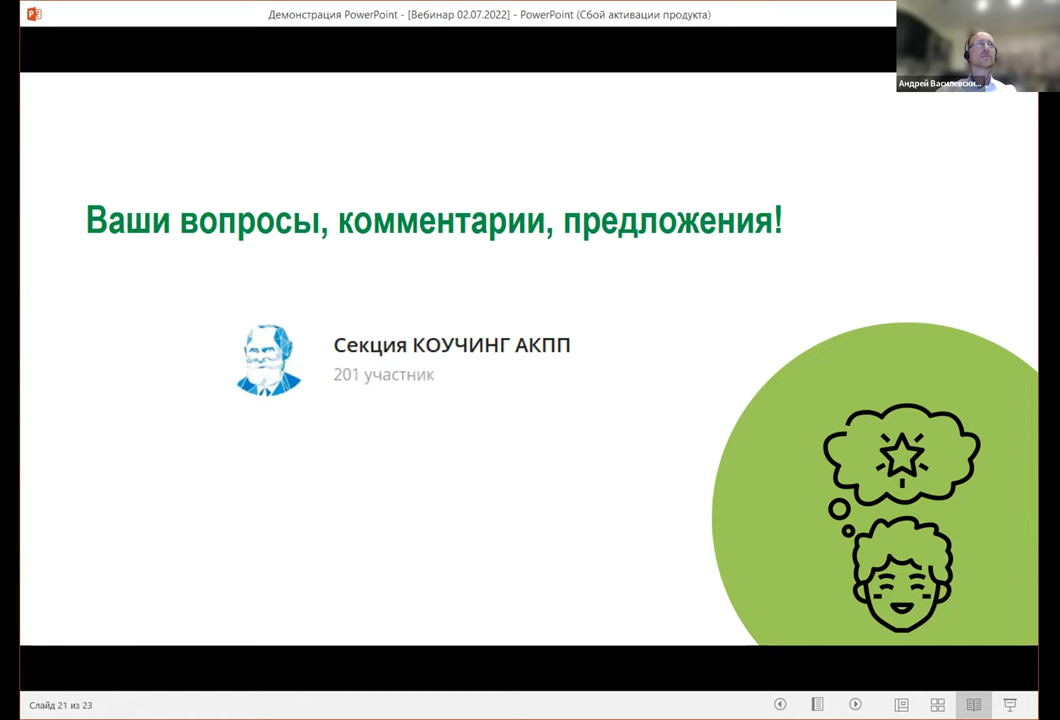 Демонстрация PowerPoint - [Вебинар 02.07.2022] - PowerPoint (Сбой активации продукта)
Андрей Василевски...
Ваши вопросы, комментарии, предложения!
Секция КОУЧИНГ АКПП
201 участник
Слайд 21 из 23